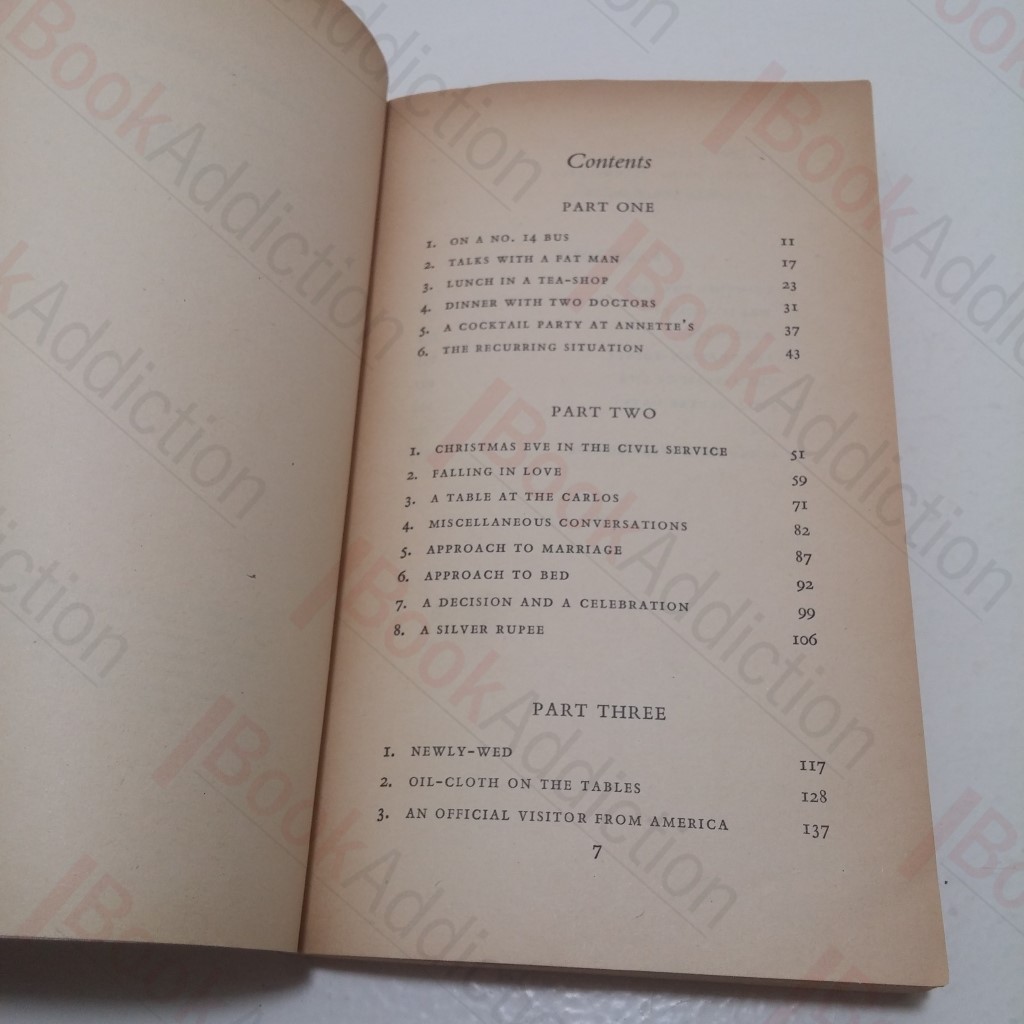 Contents
PART ONE
1. ON A NO. 14 BUS 11
2. TALKS WITH A FAT MAN 17
3. LUNCH IN A TEA-SHOP 23
4. DINNER WITH TWO DOCTORS 31
5. A COCKTAIL PARTY AT ANNETTE'S 37
6. THE RECURRING SITUATION 43
PART TWO
1. CHRISTMAS EVE IN THE CIVIL SERVICE 51
2. FALLING IN LOVE 59
3. A TABLE AT THE CARLOS 71
4. MISCELLANEOUS CONVERSATIONS 82
5. APPROACH TO MARRIAGE 87
6. APPROACH TO BED 92
7. A DECISION AND A CELEBRATION 99
8. A SILVER RUPEE 106
PART THREE
1. NEWLY-WED 117
2. OIL-CLOTH ON THE TABLES 128
3. AN OFFICIAL VISITOR FROM AMERICA 137
7
BookAddiction